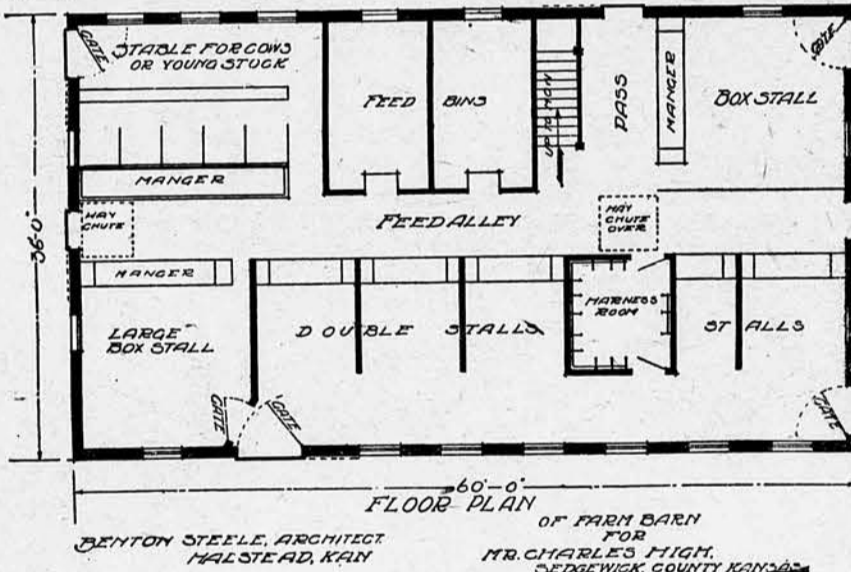 GATE
STABLE FOR COWS
OR YOUNG STUCK
FEED BINS
UP TO MOW
PASS
MANGER
BOX STALL
GATE
36'-0"
MANGER
HAY
CHUTE
FEED ALLEY
HAY
CHUTE
OVER
MANGER
LARGE
BOX STALL
DOUBLE STALLS
HARNESS
ROOM
STALLS
GATE
GATE
GATE
60'-0"
FLOOR PLAN
OF FARM BARN
FOR
MR. CHARLES HIGH,
SEDGEWICK COUNTY KANSAS
BENTON STEELE, ARCHITECT.
HALSTEAD, KAN